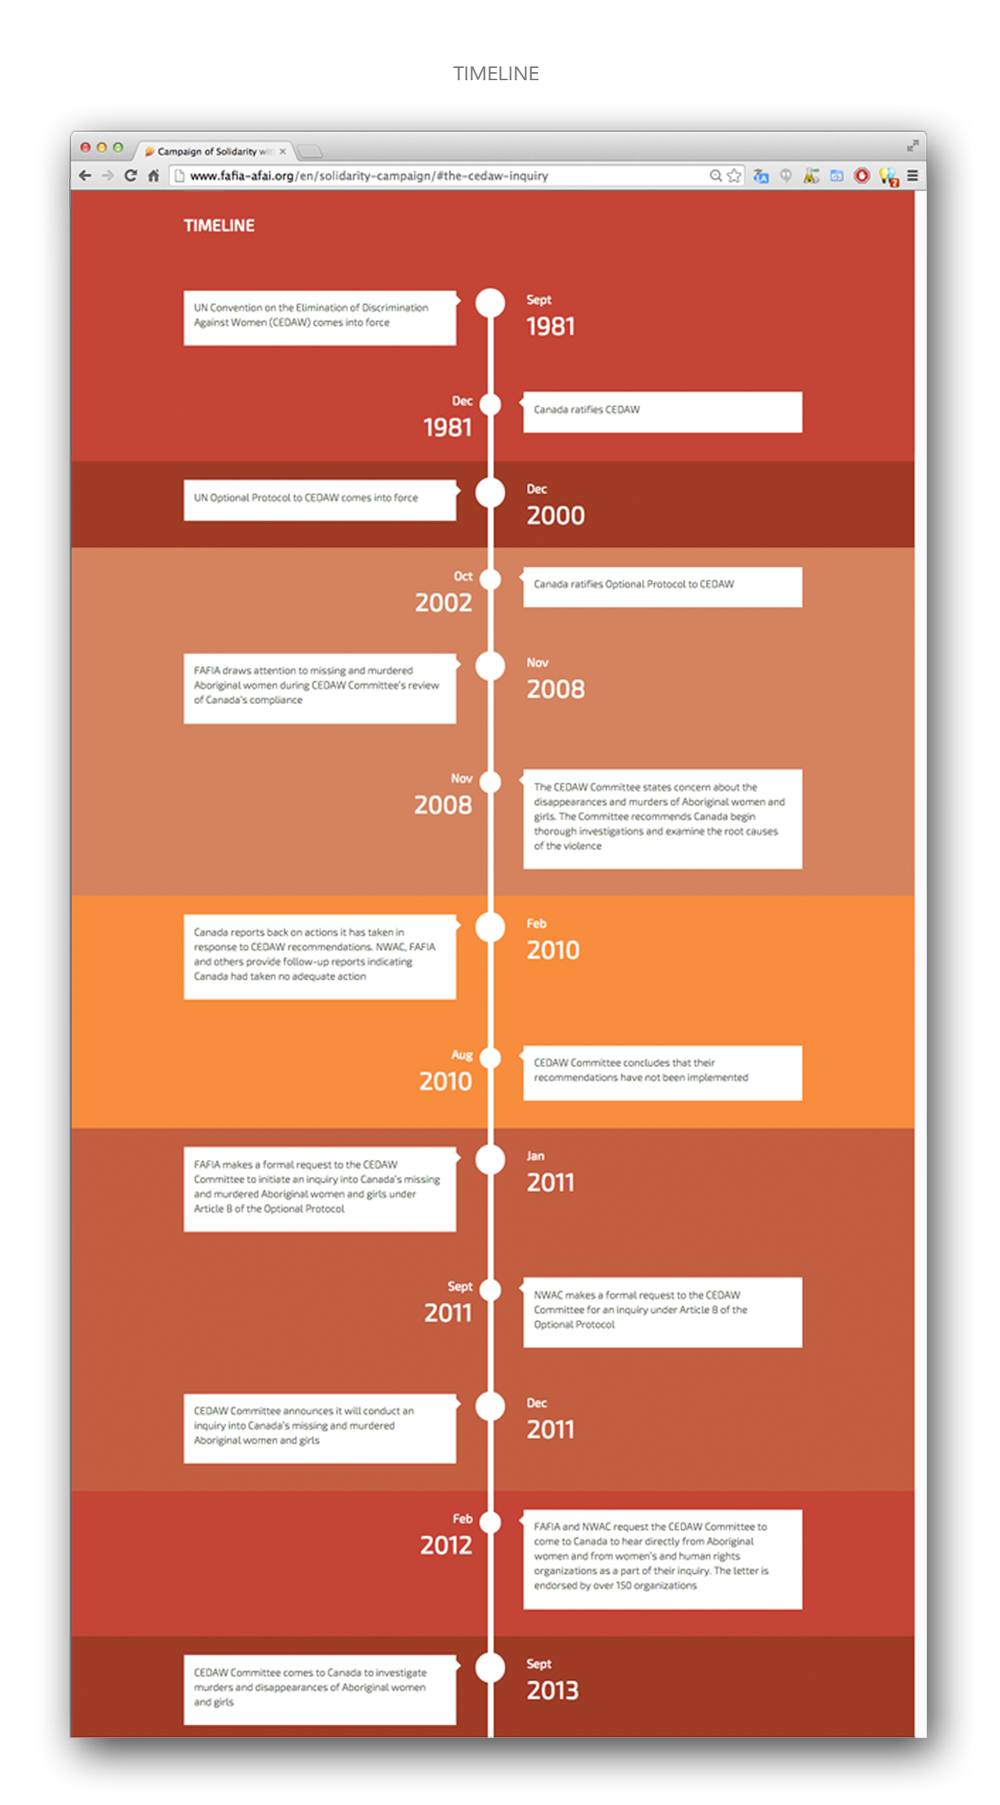 TIMELINE
Campaign of Solidarity wit
www.fafia-afai.org/en/solidarity-campaign/#the-cedaw-inquiry
2
TIMELINE
UN Convention on the Elimination of Discrimination
Against Women (CEDAW) comes into force
Sept
1981
Dec
1981
Canada ratifies CEDAW
UN Optional Protocol to CEDAW comes into force
Dec
2000
Oct
2002
Canada ratifies Optional Protocol to CEDAW
FAFIA draws attention to missing and murdered
Aboriginal women during CEDAW Committee's review
of Canada's compliance
Nov
2008
Nov
2008
The CEDAW Committee states concern about the
disappearances and murders of Aboriginal women and
girls. The Committee recommends Canada begin
thorough investigations and examine the root causes
of the violence
Canada reports back on actions it has taken in
response to CEDAW recommendations. NWAC, FAFIA
and others provide follow-up reports indicating
Canada had taken no adequate action
Feb
2010
Aug
2010
CEDAW Committee concludes that their
recommendations have not been implemented
FAFIA makes a formal request to the CEDAW
Committee to initiate an inquiry into Canada's missing
and murdered Aboriginal women and girls under
Article 8 of the Optional Protocol
Jan
2011
Sept
2011
NWAC makes a formal request to the CEDAW
Committee for an inquiry under Article 8 of the
Optional Protocol
CEDAW Committee announces it will conduct an
inquiry into Canada's missing and murdered
Aboriginal women and girls
Dec
2011
Feb
2012
FAFIA and NWAC request the CEDAW Committee to
come to Canada to hear directly from Aboriginal
women and from women's and human rights
organizations as a part of their inquiry. The letter is
endorsed by over 150 organizations
CEDAW Committee comes to Canada to investigate
murders and disappearances of Aboriginal women
and girls
Sept
2013